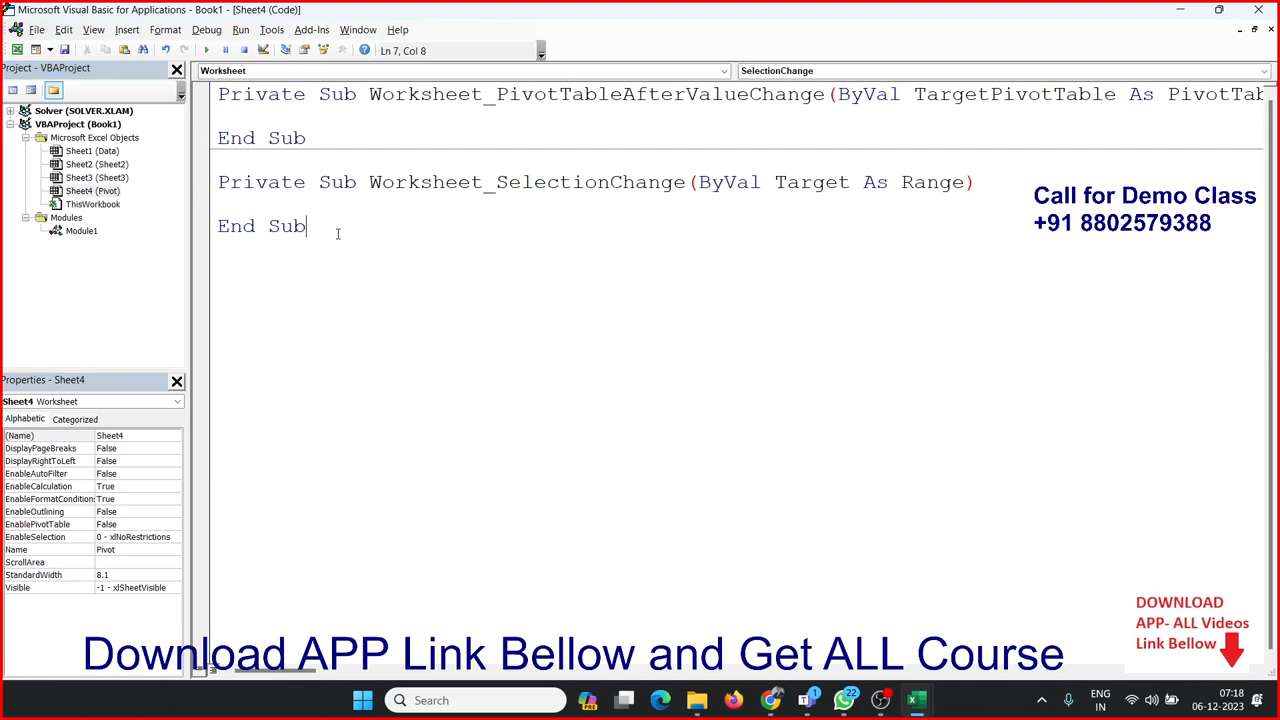 Microsoft Visual Basic for Applications - Book1 - [Sheet4 (Code)]
File Edit View Insert Format Debug Run Tools Add-Ins Window Help
Ln 7, Col 8
Project - VBAProject
Worksheet
SelectionChange
Solver (SOLVER.XLAM)
VBAProject (Book1)
Microsoft Excel Objects
Sheet1 (Data)
Sheet2 (Sheet2)
Sheet3 (Sheet3)
Sheet4 (Pivot)
ThisWorkbook
Modules
Module1
Private Sub Worksheet_PivotTableAfterValueChange(ByVal TargetPivotTable As PivotTab
End Sub
Private Sub Worksheet_SelectionChange(ByVal Target As Range)
End Sub
Call for Demo Class
+91 8802579388
Properties - Sheet4
Sheet4 Worksheet
Alphabetic Categorized
(Name) Sheet4
DisplayPageBreaks False
DisplayRightToLeft False
EnableAutoFilter False
EnableCalculation True
EnableFormatCondition: True
EnableOutlining False
EnablePivotTable False
EnableSelection 0 - xlNoRestrictions
Name Pivot
ScrollArea
StandardWidth 8.1
Visible -1 - xlSheetVisible
DOWNLOAD
APP- ALL Videos
Link Bellow
Download APP Link Bellow and Get ALL Course
Search
PRE
1
22
ENG
IN
07:18
06-12-2023